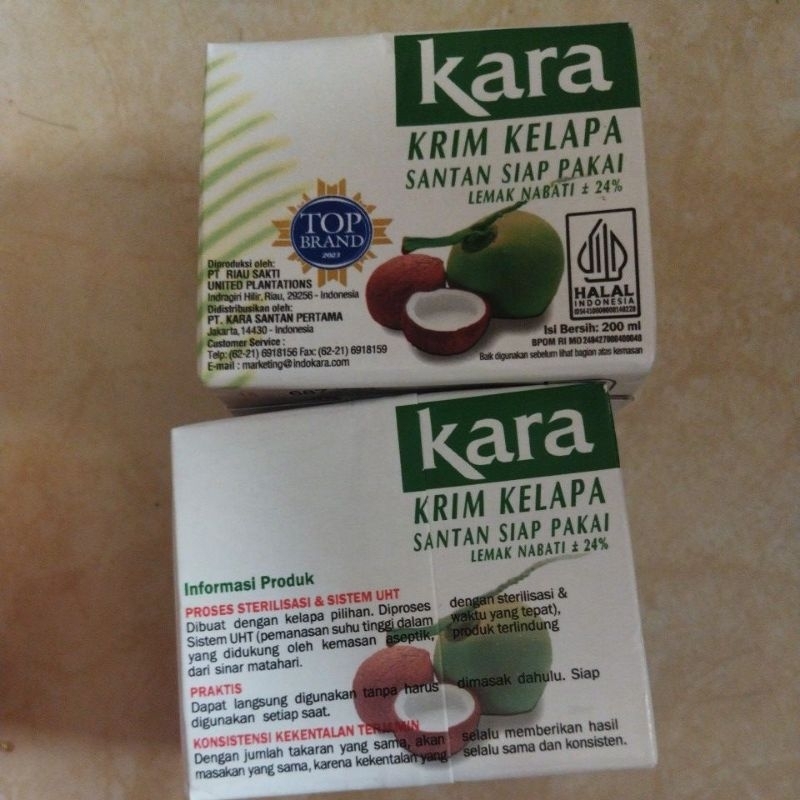 kara
KRIM KELAPA
SANTAN SIAP PAKAI
LEMAK NABATI ± 24%
TOP
BRAND
2023
HALAL
INDONESIA
Diproduksi oleh:
PT RIAU SAKTI
UNITED PLANTATIONS
Indragiri Hilir, Riau, 29256 - Indonesia
Didistribusikan oleh:
PT. KARA SANTAN PERTAMA
Jakarta, 14430 - Indonesia
Customer Service :
Telp: (62-21) 6918156 Fax: (62-21) 6918159
E-mail : marketing@indokara.com
Isi Bersih: 200 ml
BPOM RI MD
Baik digunakan sebelum lihat bagian atas kemasan
kara
KRIM KELAPA
SANTAN SIAP PAKAI
LEMAK NABATI ± 24%
Informasi Produk
PROSES STERILISASI & SISTEM UHT
Dibuat dengan kelapa pilihan. Diproses dengan sterilisasi &
Sistem UHT (pemanasan suhu tinggi dalam waktu yang tepat),
yang didukung oleh kemasan aseptik, produk terlindung
dari sinar matahari.
PRAKTIS
Dapat langsung digunakan tanpa harus dimasak dahulu. Siap
digunakan setiap saat.
KONSISTENSI KEKENTALAN TERJAMIN
Dengan jumlah takaran yang sama, akan selalu memberikan hasil
masakan yang sama, karena kekentalan yang selalu sama dan konsisten.